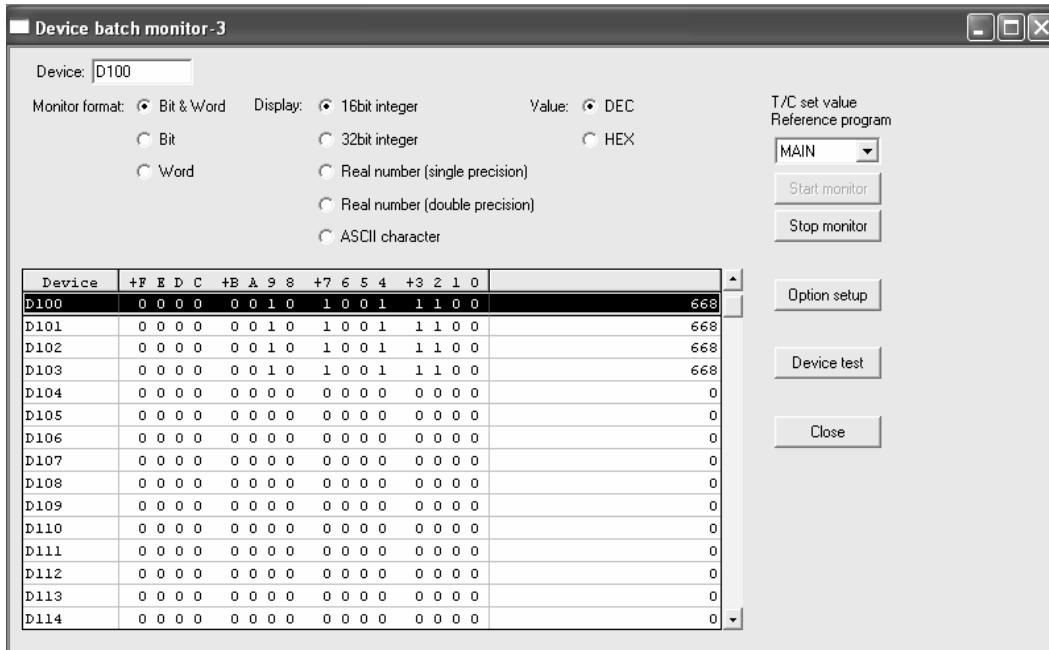 Device batch monitor-3
Device: D100
Monitor format: Bit & Word Display: 16bit integer Value: DEC
Bit 32bit integer HEX
Word Real number (single precision)
Real number (double precision)
ASCII character
T/C set value
Reference program
MAIN
Start monitor
Stop monitor
Option setup
Device test
Close
Device +F E D C +B A 9 8 +7 6 5 4 +3 2 1 0
D100 0 0 0 0 0 0 1 0 1 0 0 1 1 1 0 0 668
D101 0 0 0 0 0 0 1 0 1 0 0 1 1 1 0 0 668
D102 0 0 0 0 0 0 1 0 1 0 0 1 1 1 0 0 668
D103 0 0 0 0 0 0 1 0 1 0 0 1 1 1 0 0 668
D104 0 0 0 0 0 0 0 0 0 0 0 0 0 0 0 0 0
D105 0 0 0 0 0 0 0 0 0 0 0 0 0 0 0 0 0
D106 0 0 0 0 0 0 0 0 0 0 0 0 0 0 0 0 0
D107 0 0 0 0 0 0 0 0 0 0 0 0 0 0 0 0 0
D108 0 0 0 0 0 0 0 0 0 0 0 0 0 0 0 0 0
D109 0 0 0 0 0 0 0 0 0 0 0 0 0 0 0 0 0
D110 0 0 0 0 0 0 0 0 0 0 0 0 0 0 0 0 0
D111 0 0 0 0 0 0 0 0 0 0 0 0 0 0 0 0 0
D112 0 0 0 0 0 0 0 0 0 0 0 0 0 0 0 0 0
D113 0 0 0 0 0 0 0 0 0 0 0 0 0 0 0 0 0
D114 0 0 0 0 0 0 0 0 0 0 0 0 0 0 0 0 0